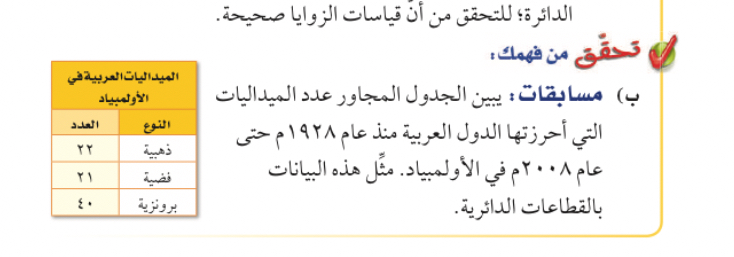 الدائرة؛ للتحقق من أنّ قياسات الزوايا صحيحة.
تحقَّق من فهمك:
ب) مسابقات: يبين الجدول المجاور عدد الميداليات
التي أحرزتها الدول العربية منذ عام ١٩٢٨م حتى
عام ٢٠٠٨م في الأولمبياد. مثِّل هذه البيانات
بالقطاعات الدائرية.
الميداليات العربية في
الأولمبياد
النوع العدد
ذهبية ٢٢
فضية ٢١
برونزية ٤٠